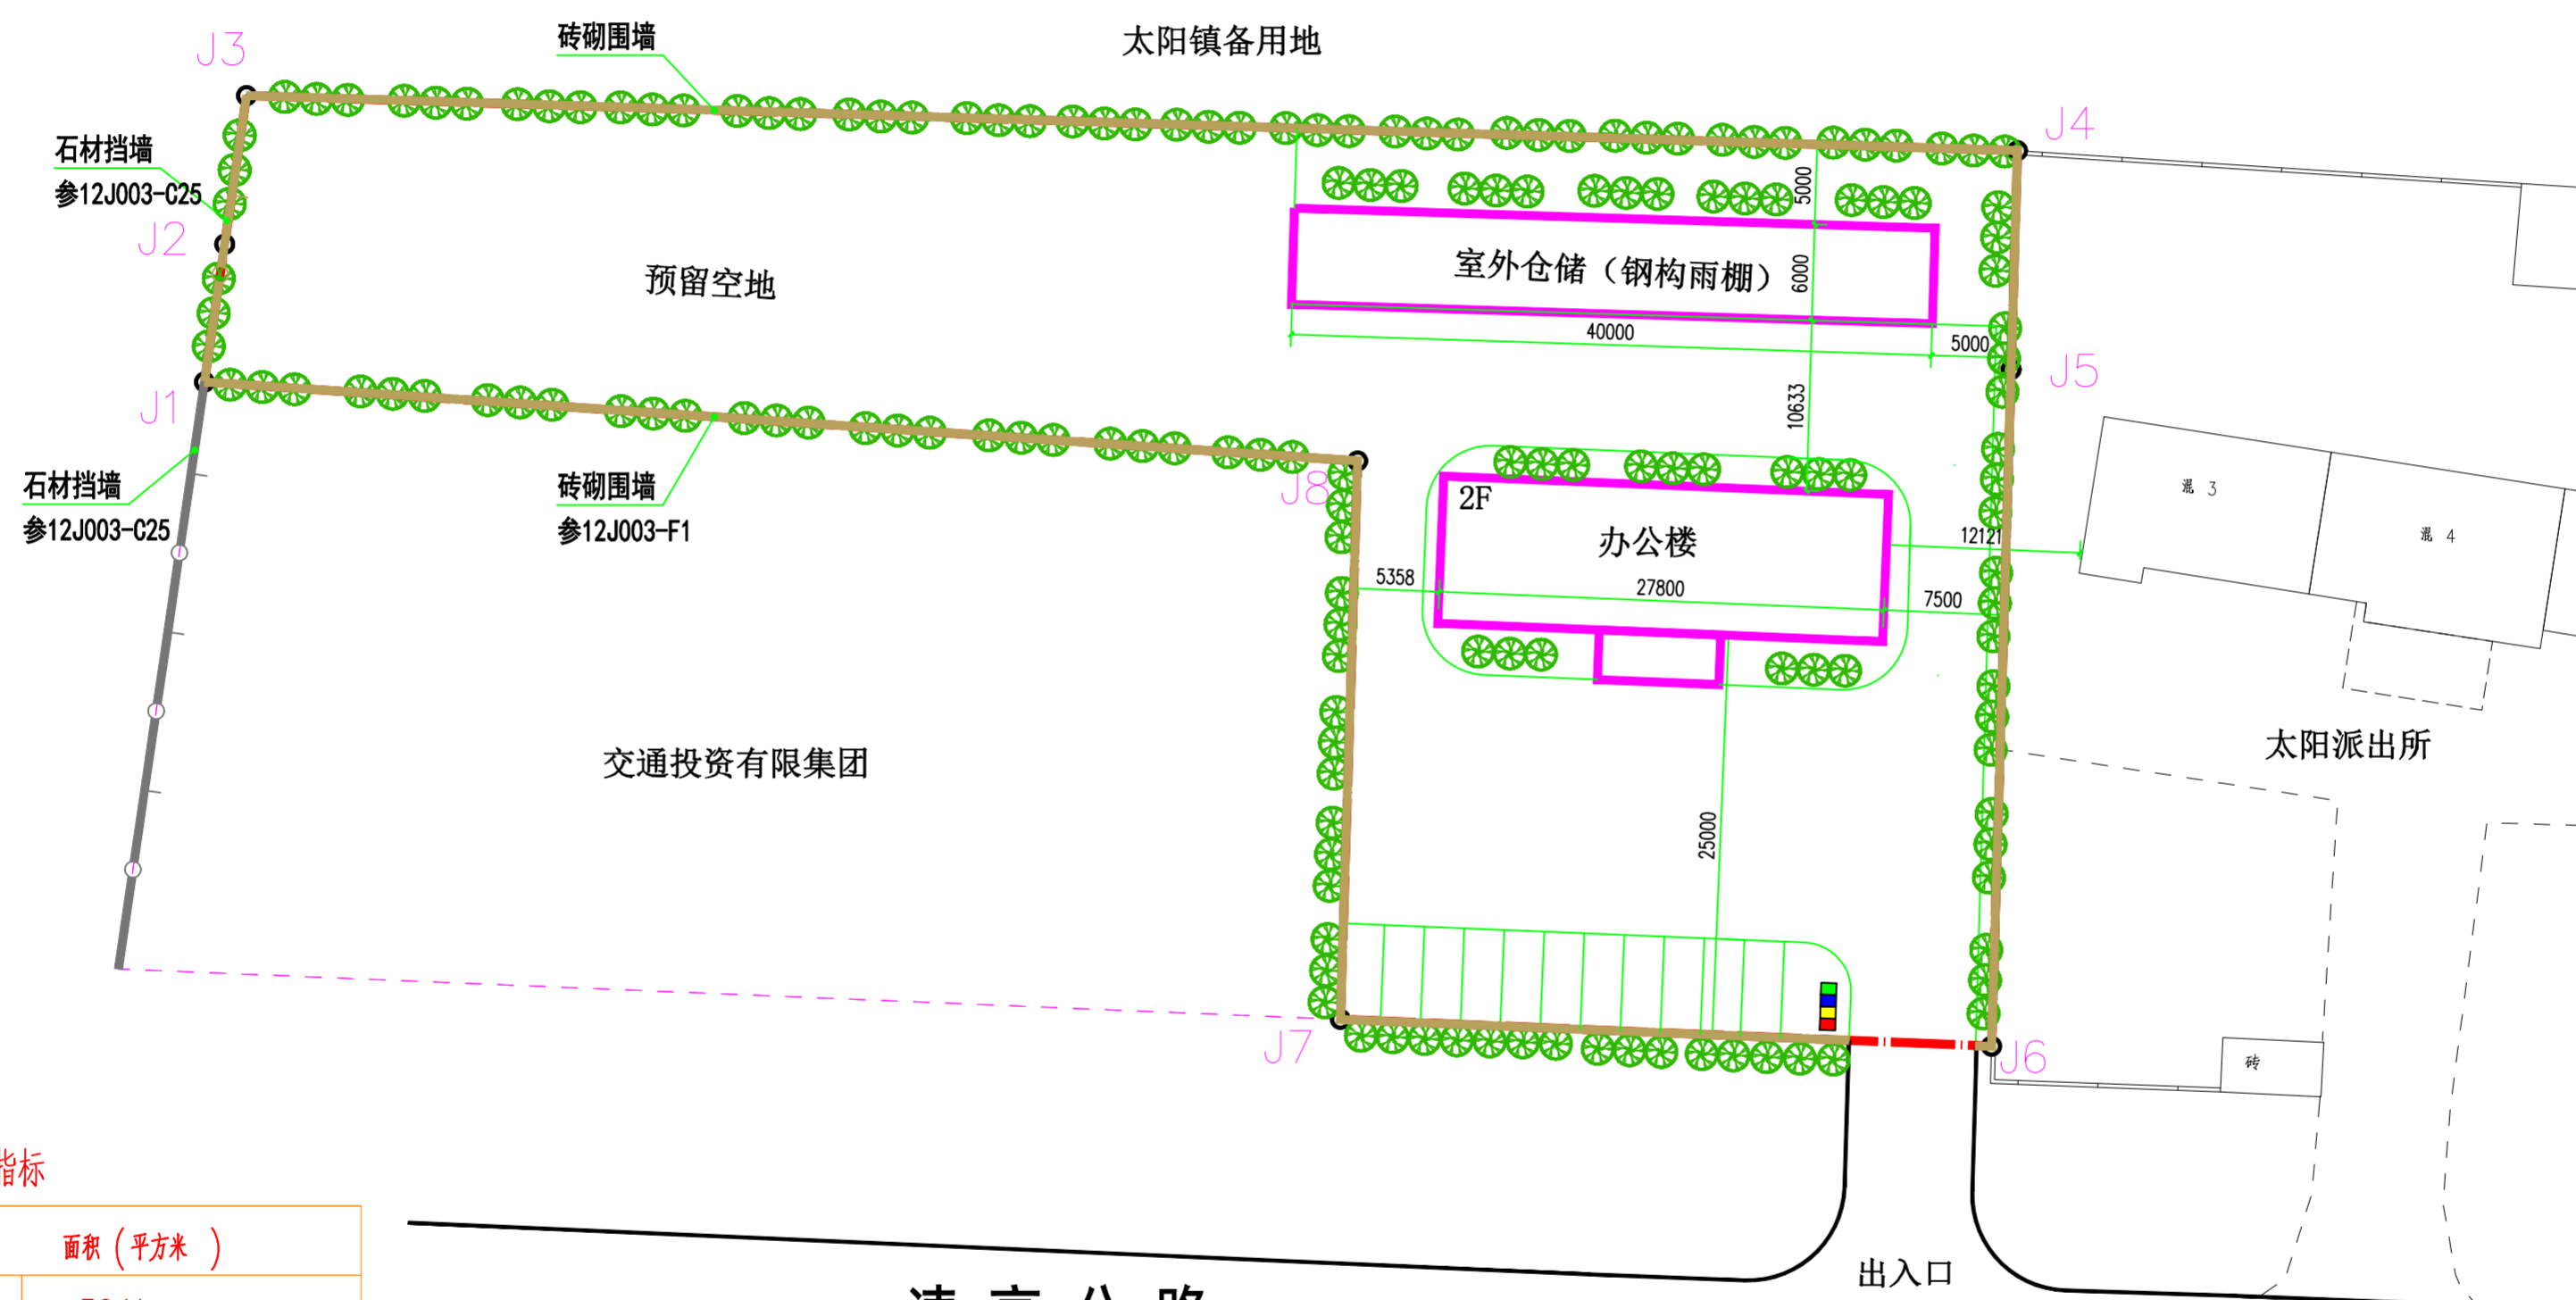 太阳镇备用地
砖砌围墙
J3
J4
石材挡墙
参12J003-C25
J2
预留空地
室外仓储（钢构雨棚）
5000
6000
40000
5000
10633
J5
J1
石材挡墙
参12J003-C25
砖砌围墙
参12J003-F1
J8
2F
办公楼
5358
27800
7500
12121
混 3
混 4
交通投资有限集团
太阳派出所
25000
J7
J6
砖
指标
面积(平方米 )
出入口